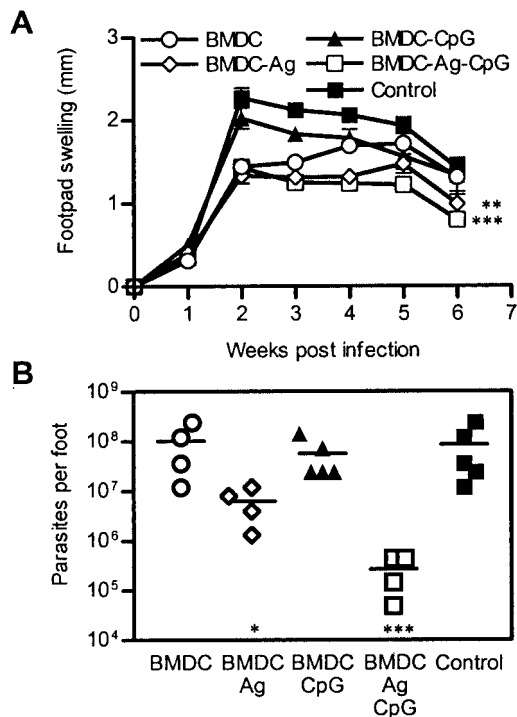 A
BMDC
BMDC-CpG
BMDC-Ag
BMDC-Ag-CpG
Control
Footpad swelling (mm)
3
2
1
0
**
***
0 1 2 3 4 5 6 7
Weeks post infection
B
Parasites per foot
10⁹
10⁸
10⁷
10⁶
10⁵
10⁴
* ***
BMDC BMDC BMDC BMDC Control
Ag CpG Ag
CpG